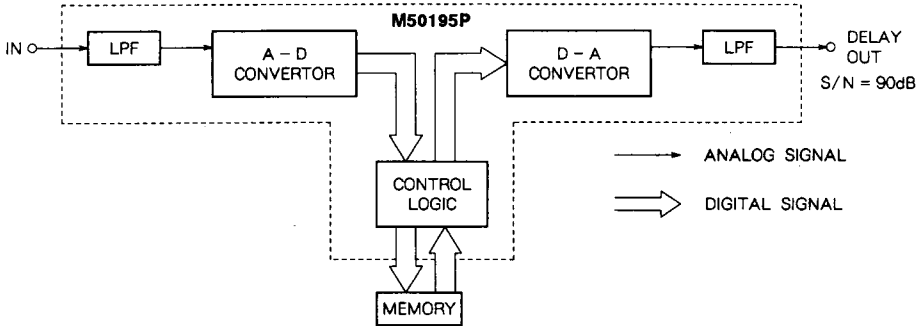 M50195P
IN
LPF
A – D
CONVERTOR
D – A
CONVERTOR
LPF
DELAY
OUT
S/N = 90dB
CONTROL
LOGIC
MEMORY
ANALOG SIGNAL
DIGITAL SIGNAL